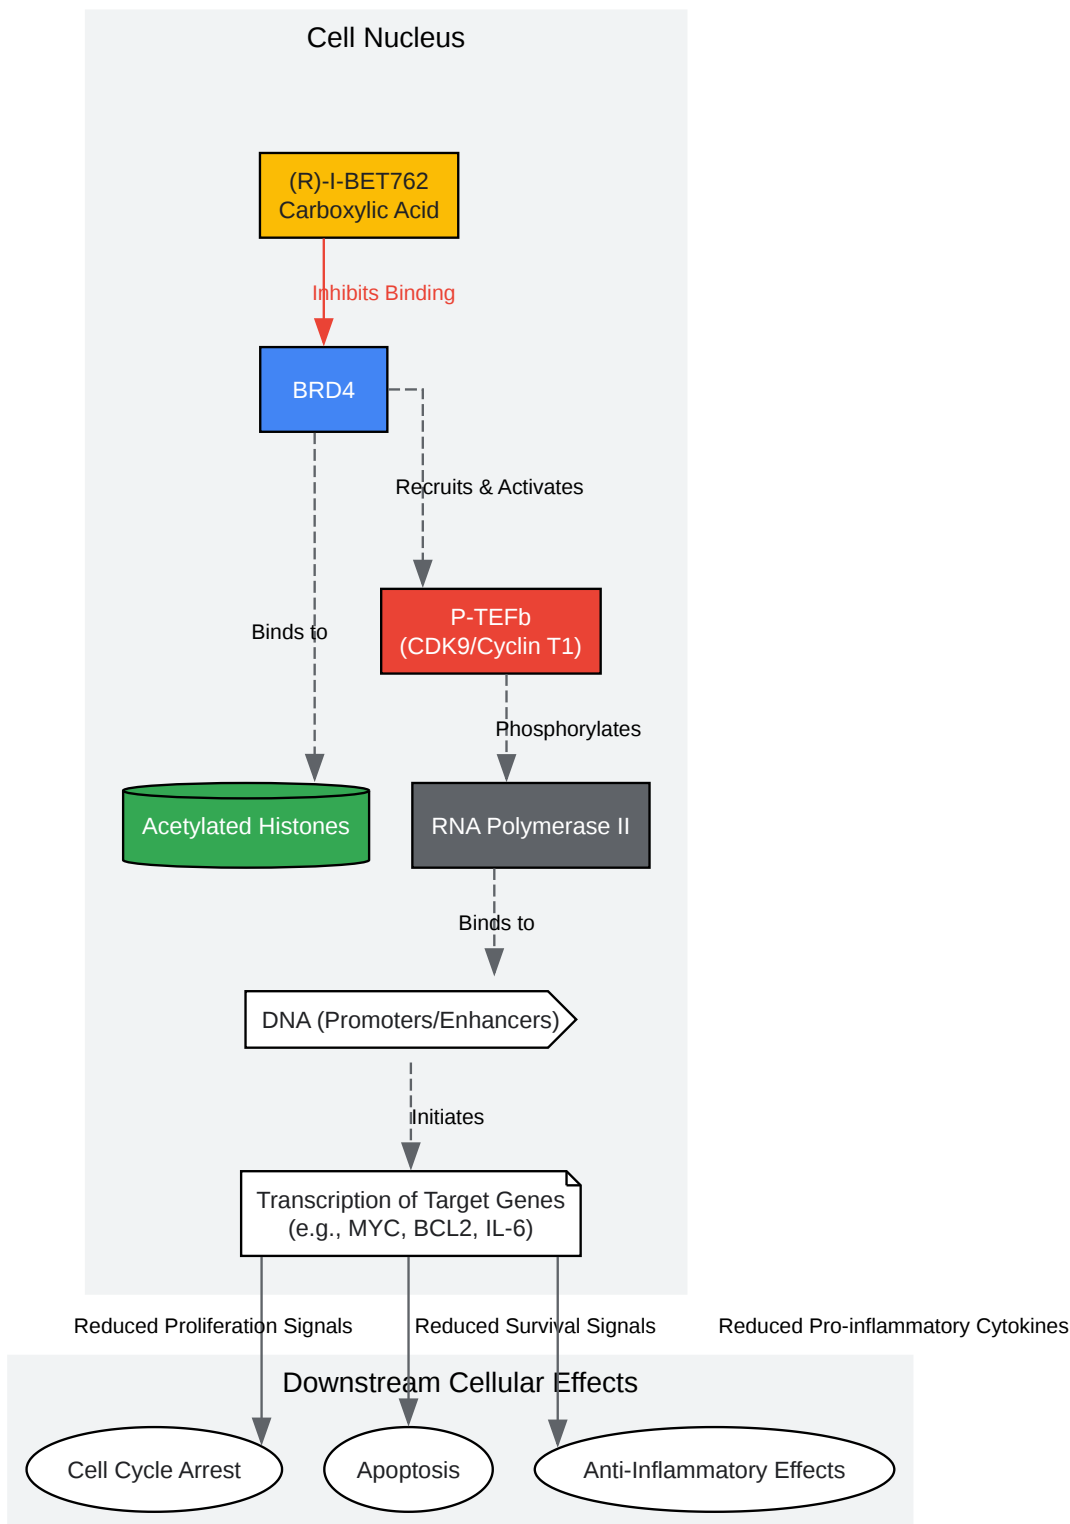 Cell Nucleus
(R)-I-BET762
Carboxylic Acid
Inhibits Binding
BRD4
Recruits & Activates
P-TEFb
(CDK9/Cyclin T1)
Binds to
Phosphorylates
Acetylated Histones
RNA Polymerase II
Binds to
DNA (Promoters/Enhancers)
Initiates
Transcription of Target Genes
(e.g., MYC, BCL2, IL-6)
Reduced Proliferation Signals
Reduced Survival Signals
Reduced Pro-inflammatory Cytokines
Downstream Cellular Effects
Cell Cycle Arrest
Apoptosis
Anti-Inflammatory Effects